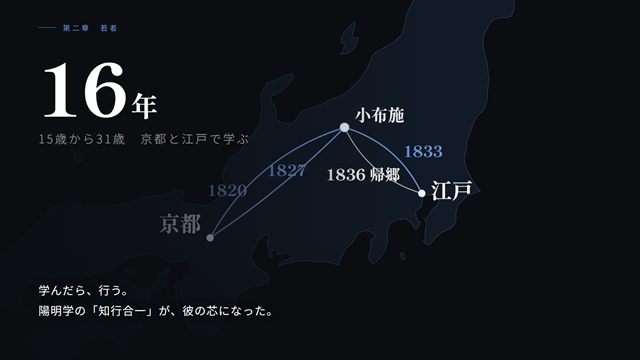 第二章 若者
16年
15歳から31歳 京都と江戸で学ぶ
小布施
1833
1827
1836 帰郷
1820
江戸
京都
学んだら、行う。
陽明学の「知行合一」が、彼の芯になった。